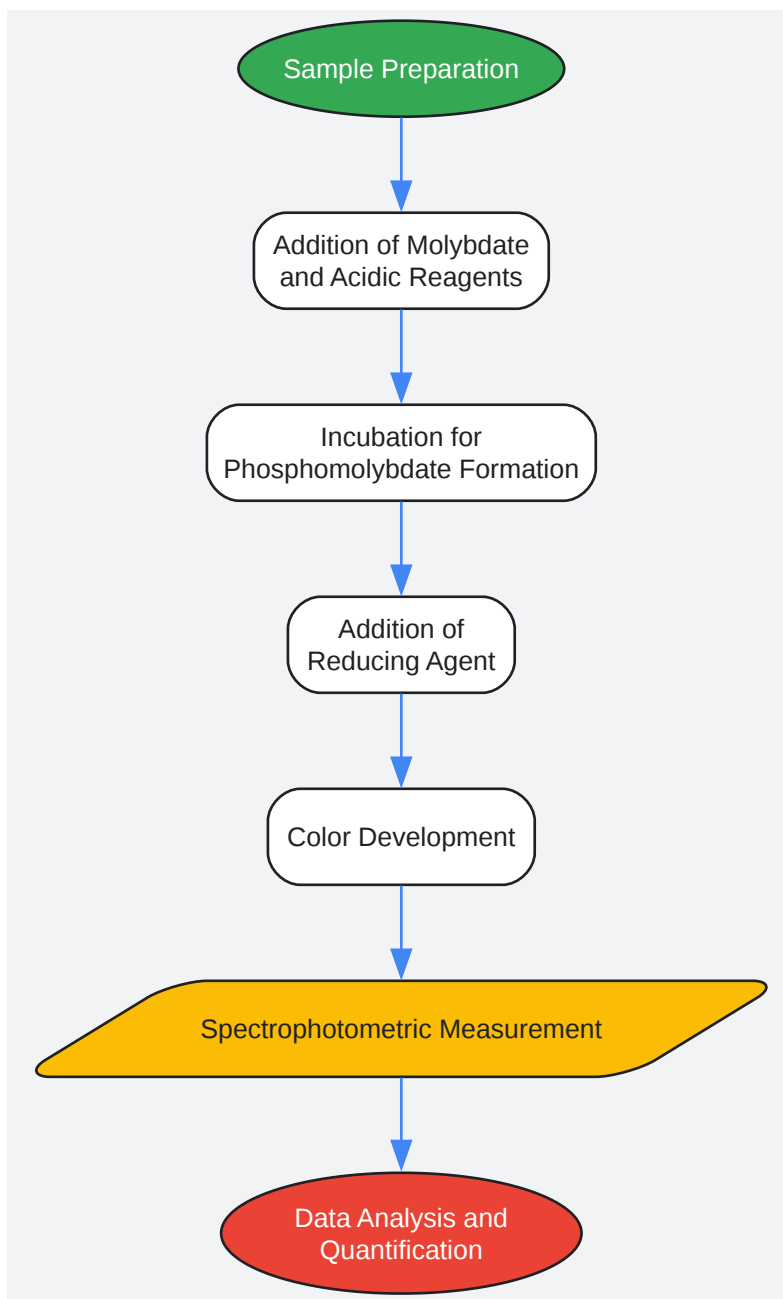 Sample Preparation
Addition of Molybdate
and Acidic Reagents
Incubation for
Phosphomolybdate Formation
Addition of
Reducing Agent
Color Development
Spectrophotometric Measurement
Data Analysis and
Quantification